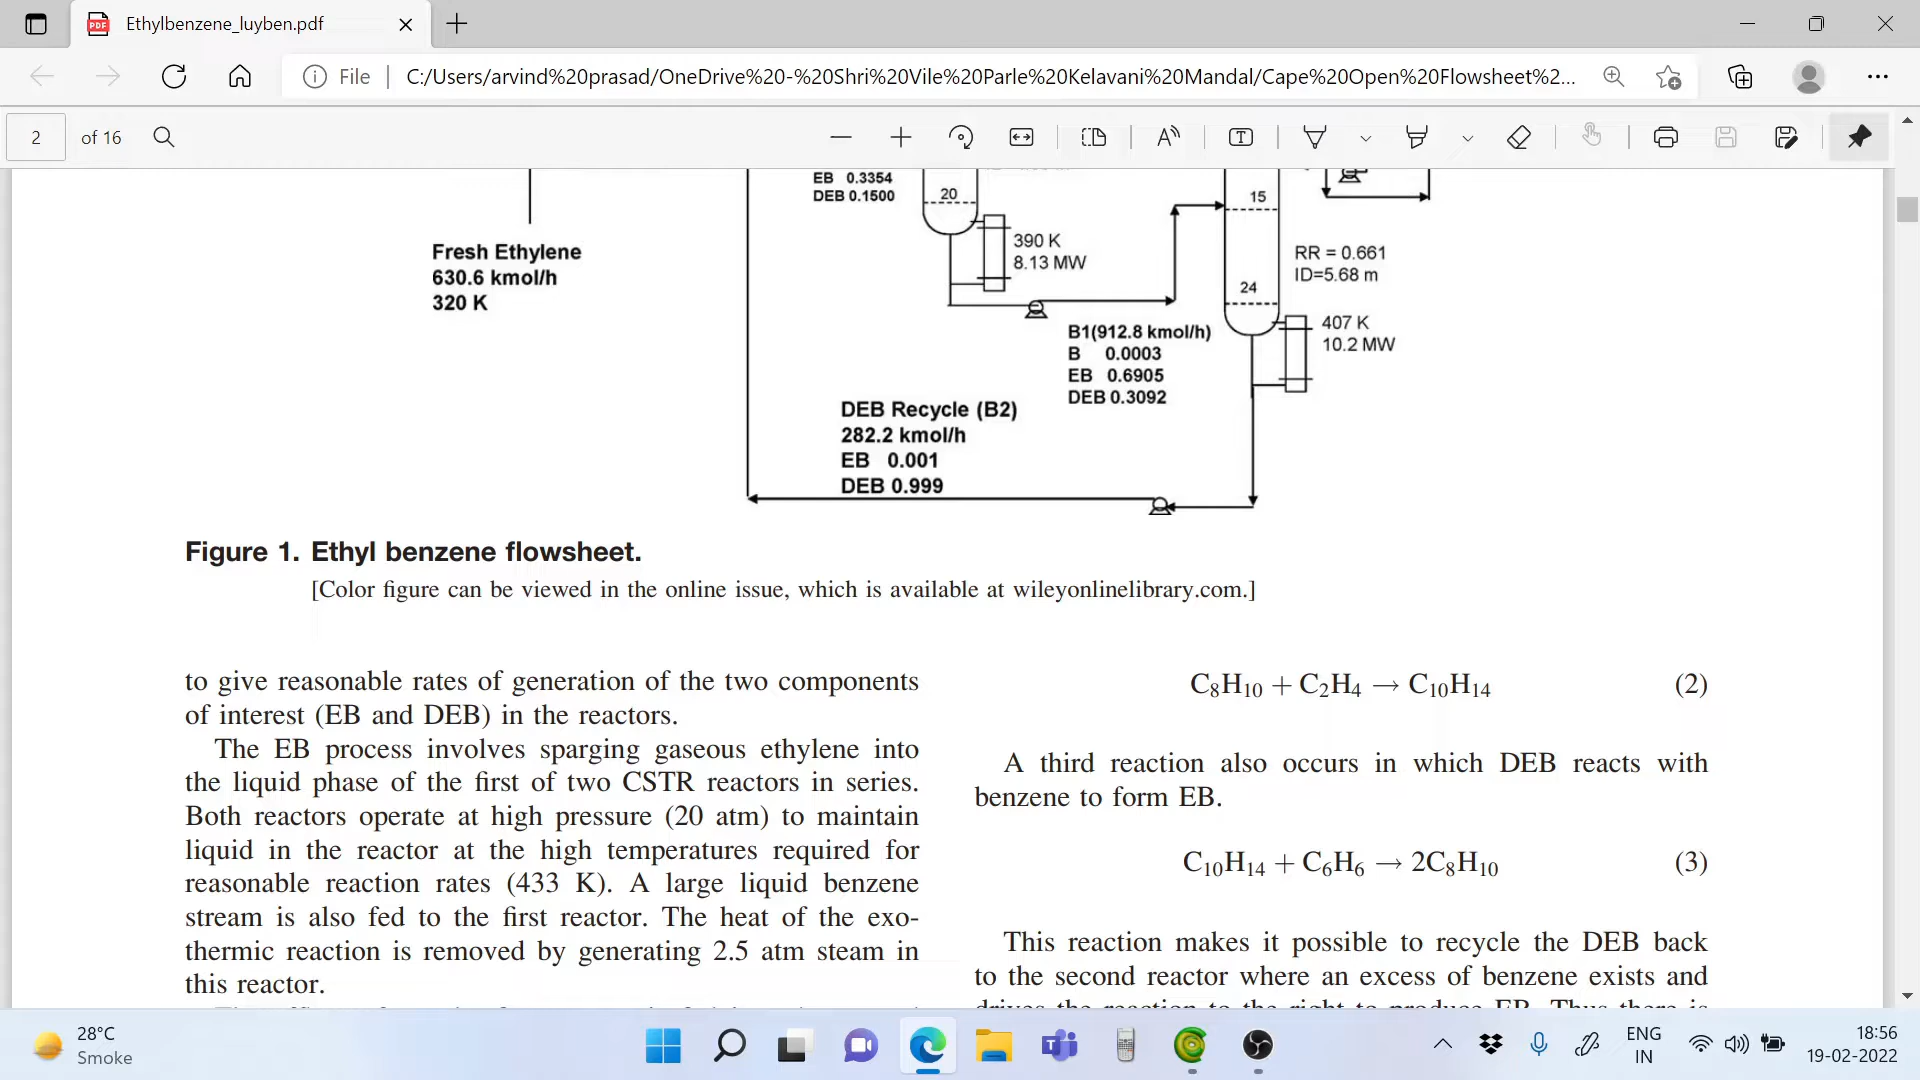 Ethylbenzene_luyben.pdf
File
C:/Users/arvind%20prasad/OneDrive%20-%20Shri%20Vile%20Parle%20Kelavani%20Mandal/Cape%20Open%20Flowsheet%2...
2 of 16
EB 0.3354
DEB 0.1500
20
15
Fresh Ethylene
630.6 kmol/h
320 K
390 K
8.13 MW
RR = 0.661
ID=5.68 m
24
B1(912.8 kmol/h)
B 0.0003
EB 0.6905
DEB 0.3092
407 K
10.2 MW
DEB Recycle (B2)
282.2 kmol/h
EB 0.001
DEB 0.999
Figure 1. Ethyl benzene flowsheet.
[Color figure can be viewed in the online issue, which is available at wileyonlinelibrary.com.]
to give reasonable rates of generation of the two components
of interest (EB and DEB) in the reactors.
The EB process involves sparging gaseous ethylene into
the liquid phase of the first of two CSTR reactors in series.
Both reactors operate at high pressure (20 atm) to maintain
liquid in the reactor at the high temperatures required for
reasonable reaction rates (433 K). A large liquid benzene
stream is also fed to the first reactor. The heat of the exo-
thermic reaction is removed by generating 2.5 atm steam in
this reactor.
C₈H₁₀ + C₂H₄ → C₁₀H₁₄ (2)
A third reaction also occurs in which DEB reacts with
benzene to form EB.
C₁₀H₁₄ + C₆H₆ → 2C₈H₁₀ (3)
This reaction makes it possible to recycle the DEB back
to the second reactor where an excess of benzene exists and
drives the reaction to the right to produce EB. Thus there is
28°C
Smoke
ENG
IN
18:56
19-02-2022